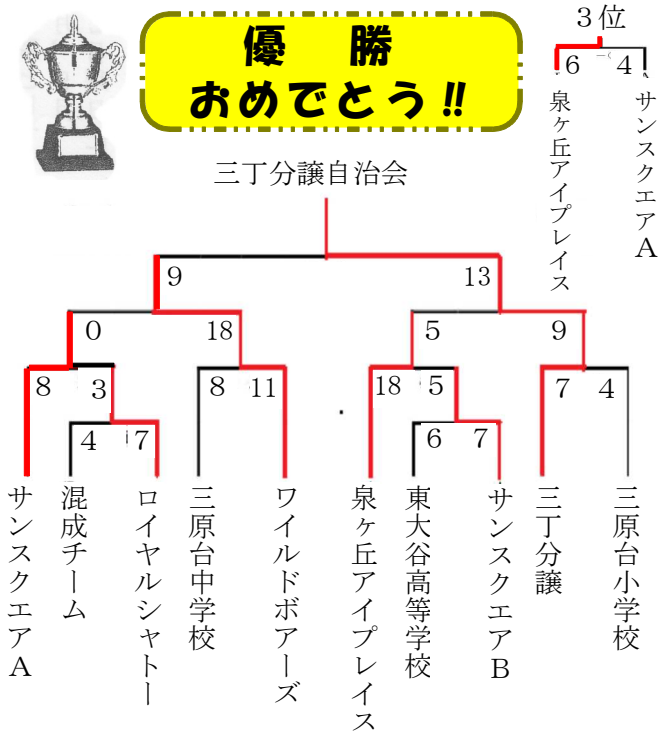 優　勝
おめでとう!!
3位
6 4
泉ヶ丘アイプレイス
サンスクエアA
三丁分譲自治会
9 13
0 18 5 9
8 3 8 11 18 5 7 4
4 7 6 7
サンスクエアA
混成チーム
ロイヤルシャトー
三原台中学校
ワイルドボアーズ
泉ヶ丘アイプレイス
東大谷高等学校
サンスクエアB
三丁分譲
三原台小学校